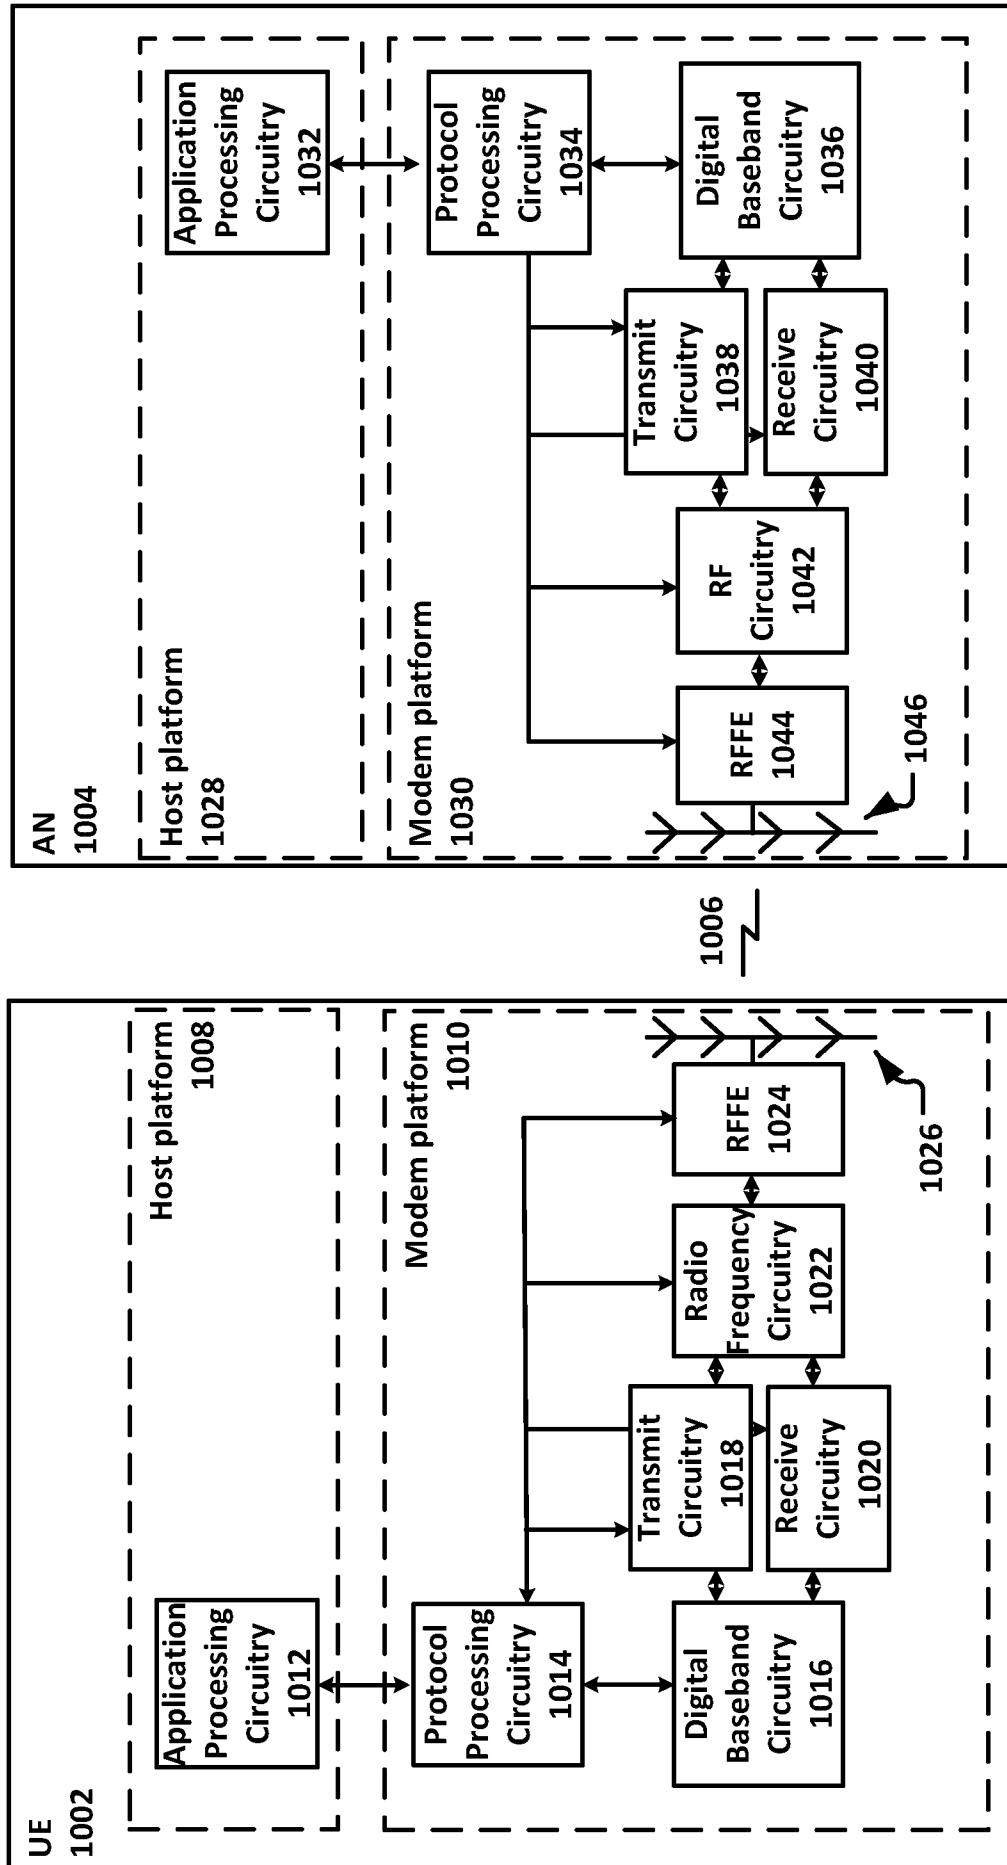 UE
1002
Host platform
1008
Application
Processing
Circuitry
1012
Modem platform
1010
Protocol
Processing
Circuitry
1014
Digital
Baseband
Circuitry
1016
Transmit
Circuitry
1018
Receive
Circuitry
1020
Radio
Frequency
Circuitry
1022
RFFE
1024
1026
1006
AN
1004
Host platform
1028
Application
Processing
Circuitry
1032
Modem platform
1030
Protocol
Processing
Circuitry
1034
Digital
Baseband
Circuitry
1036
Transmit
Circuitry
1038
Receive
Circuitry
1040
RF
Circuitry
1042
RFFE
1044
1046